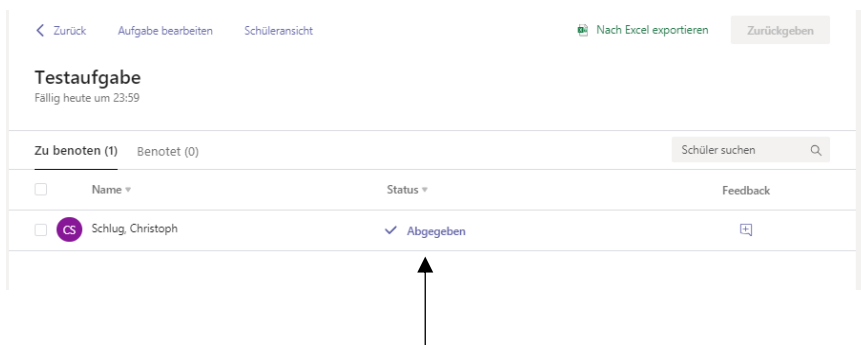 Zurück Aufgabe bearbeiten Schüleransicht Nach Excel exportieren Zurückgeben
Testaufgabe
Fällig heute um 23:59
Zu benoten (1) Benotet (0) Schüler suchen
Name Status Feedback
CS Schlug, Christoph Abgegeben